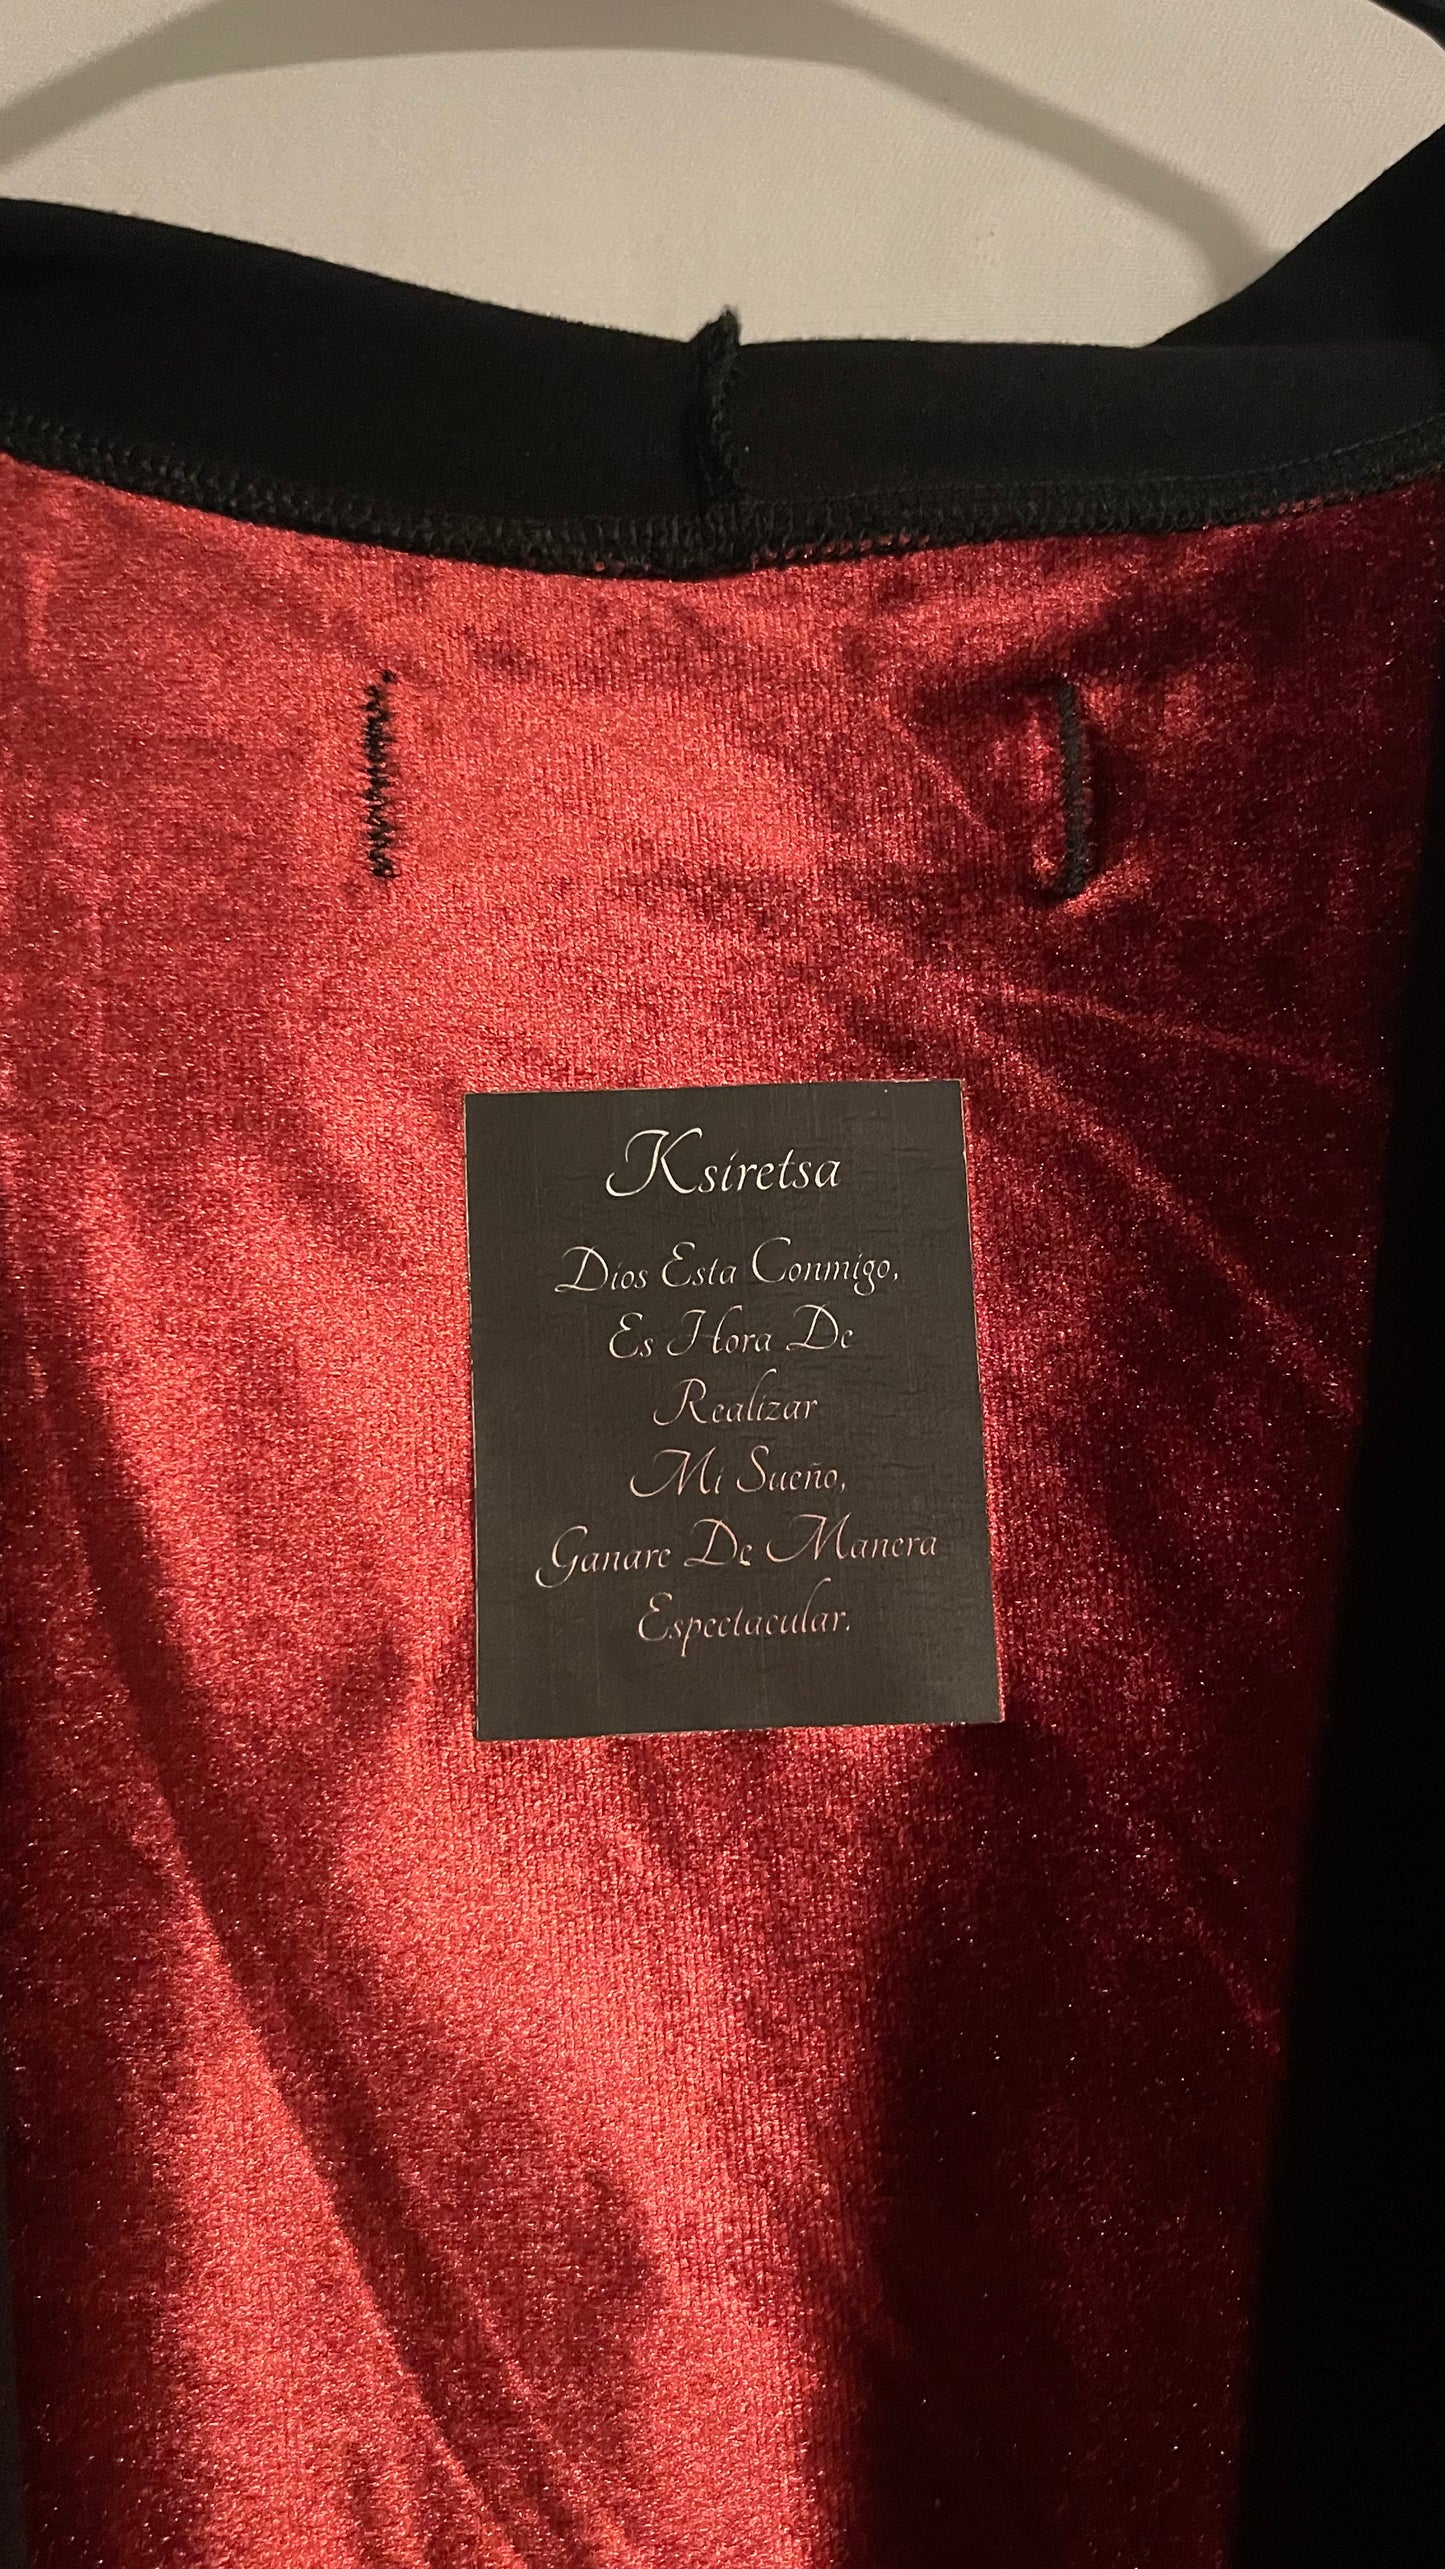 Ksiretsa
Dios Esta Conmigo,
Es Hora De
Realizar
Mi Sueño,
Ganare De Manera
Espectacular.